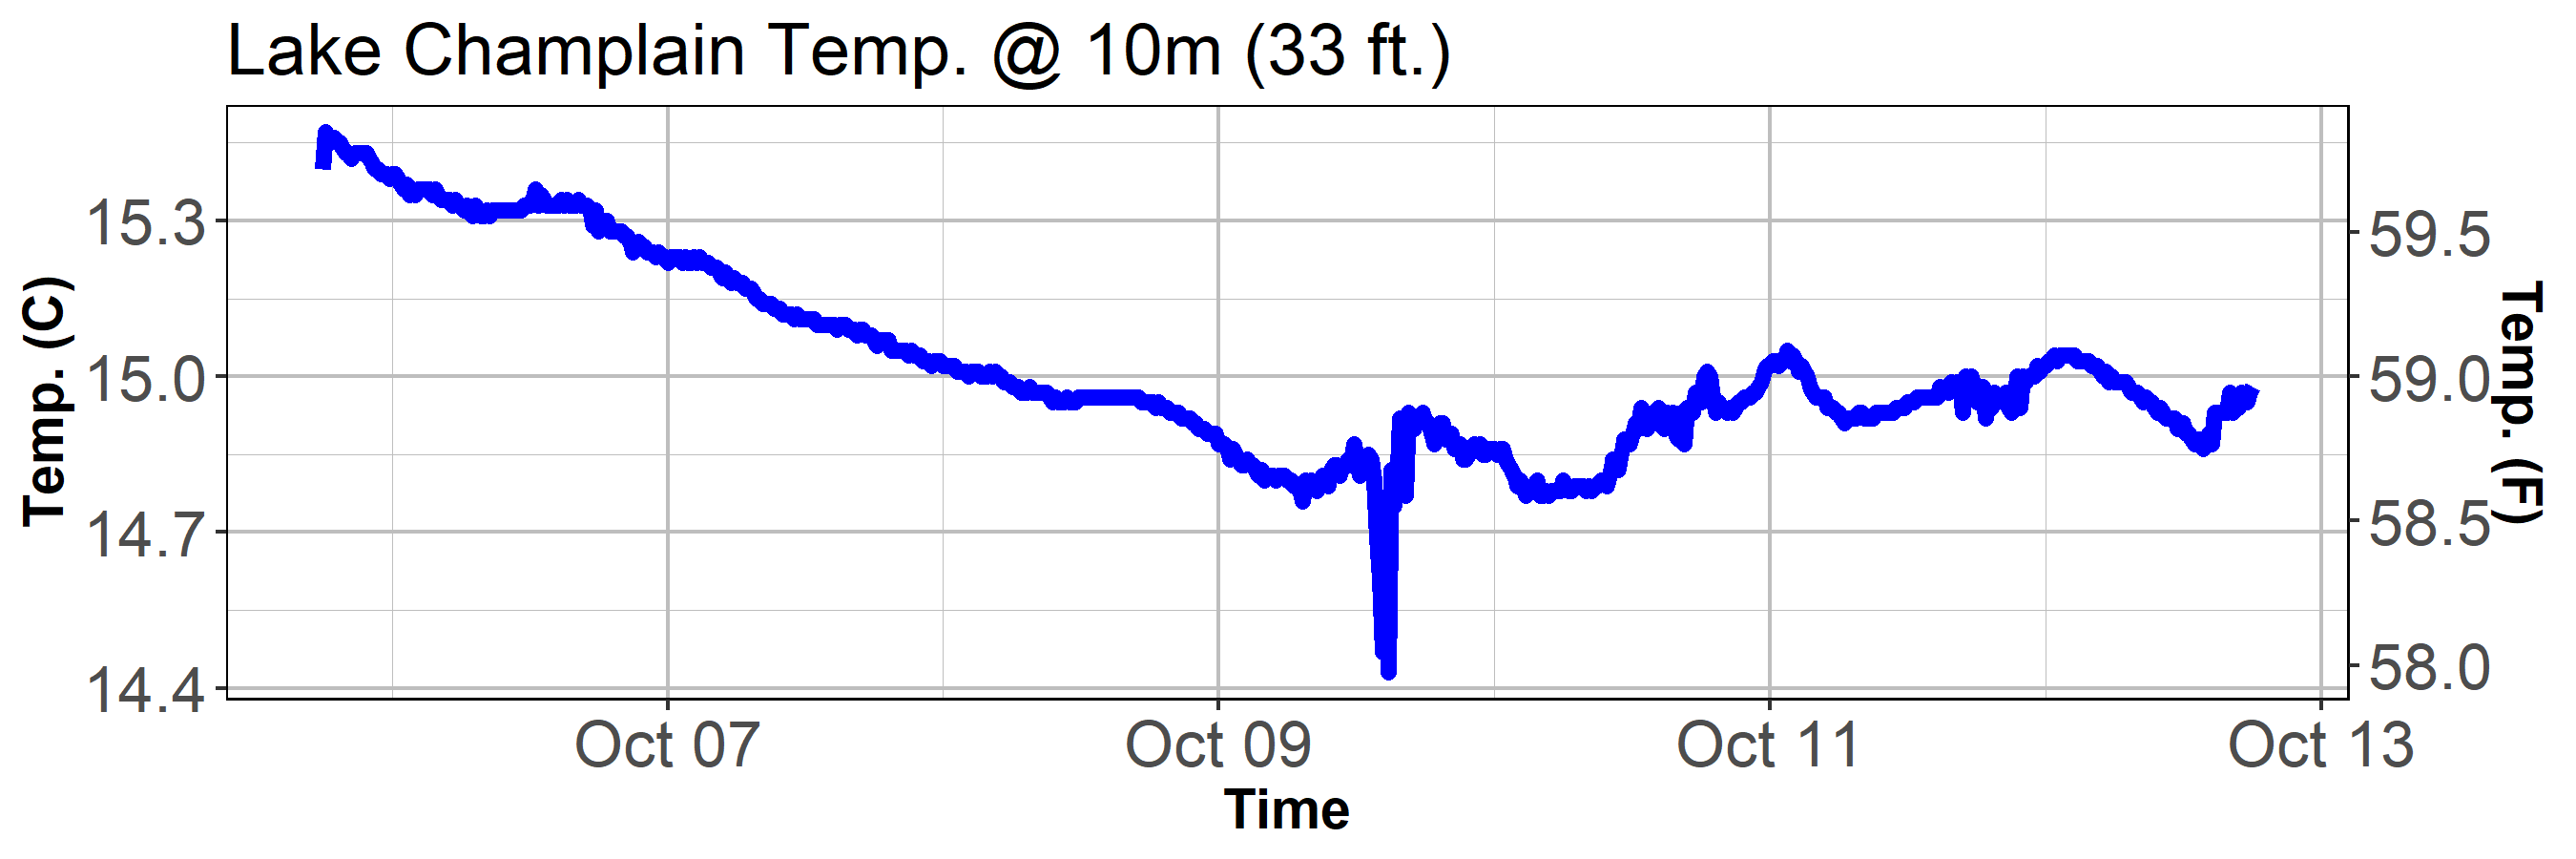 Lake Champlain Temp. @ 10m (33 ft.)
Temp. (C)
15.3
15.0
14.7
14.4
59.5
59.0
58.5
58.0
Temp. (F)
Oct 07 Oct 09 Oct 11 Oct 13
Time